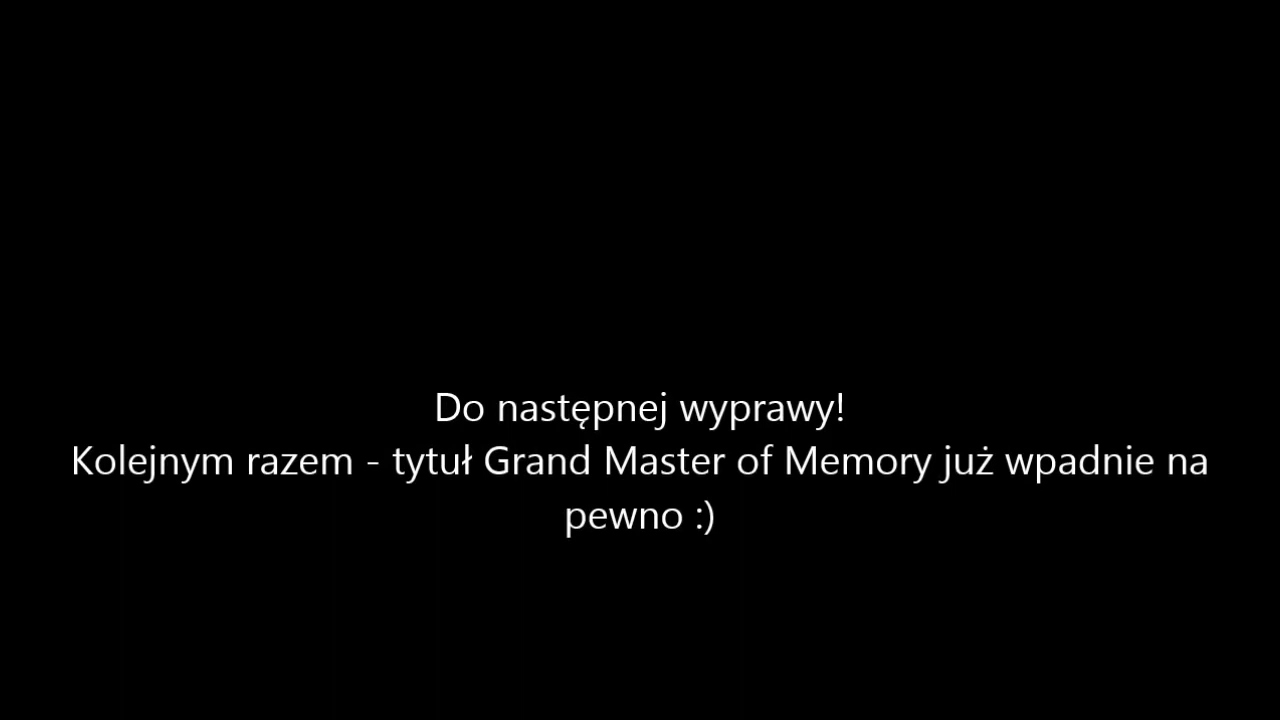 Do następnej wyprawy!
Kolejnym razem - tytuł Grand Master of Memory już wpadnie na
pewno :)